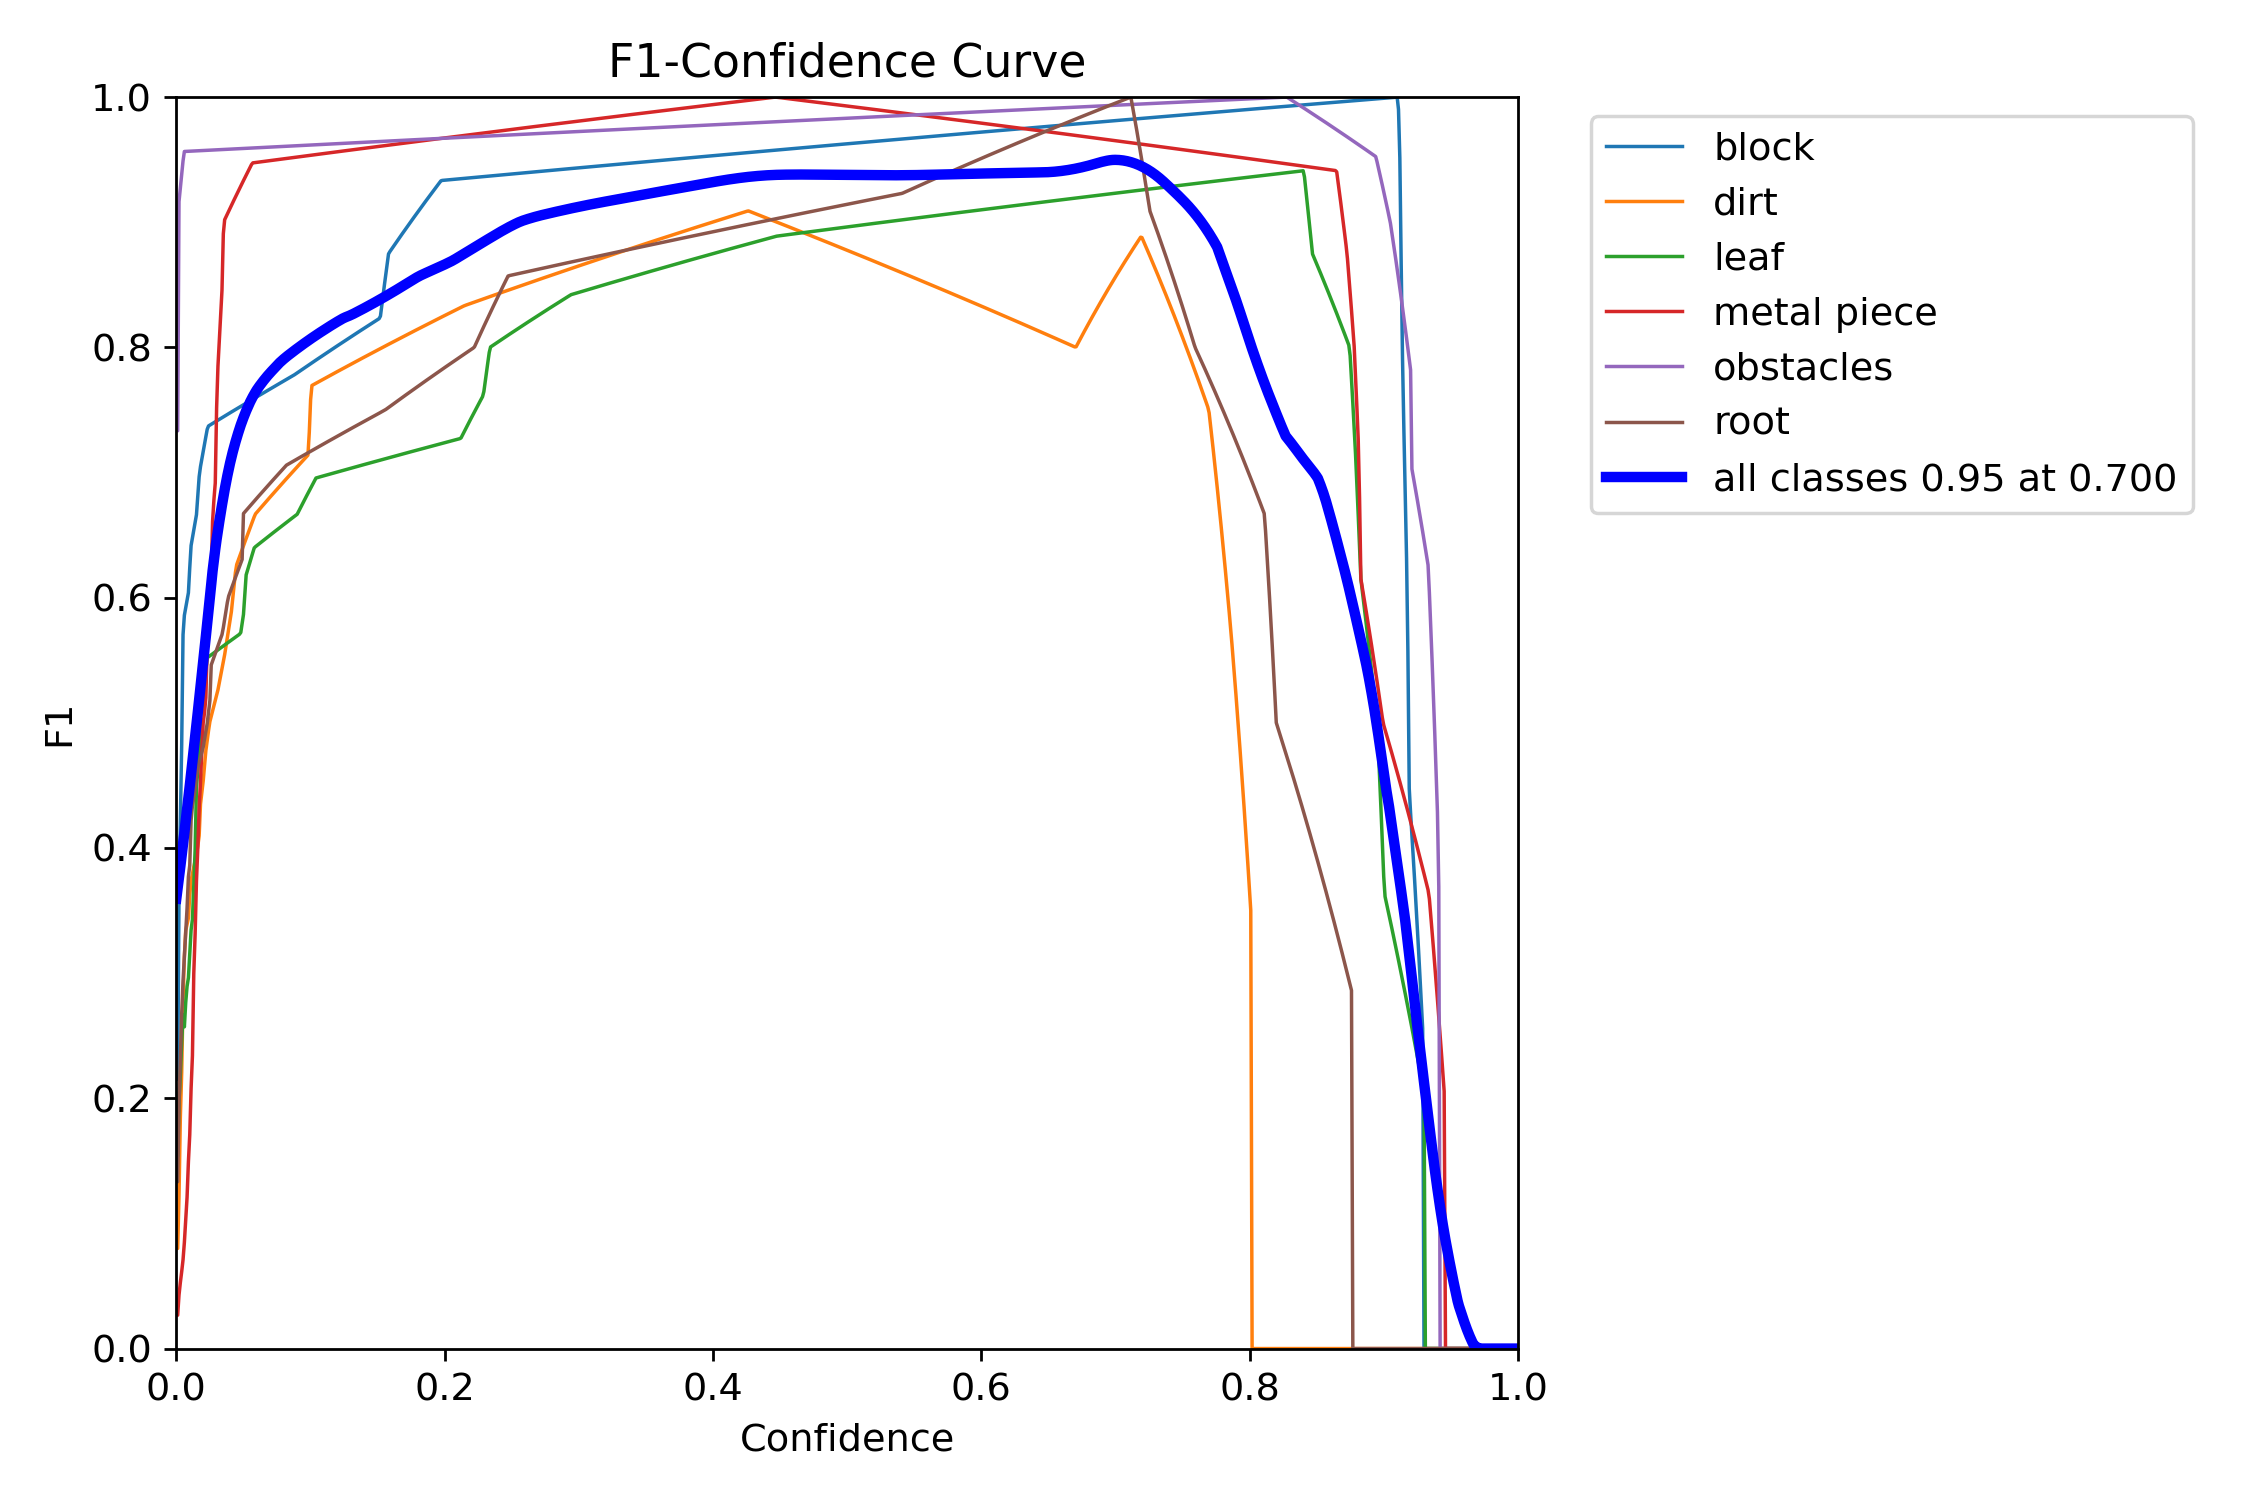 F1-Confidence Curve
1.0
0.8
0.6
0.4
0.2
0.0
F1
0.0 0.2 0.4 0.6 0.8 1.0
Confidence
block
dirt
leaf
metal piece
obstacles
root
all classes 0.95 at 0.700